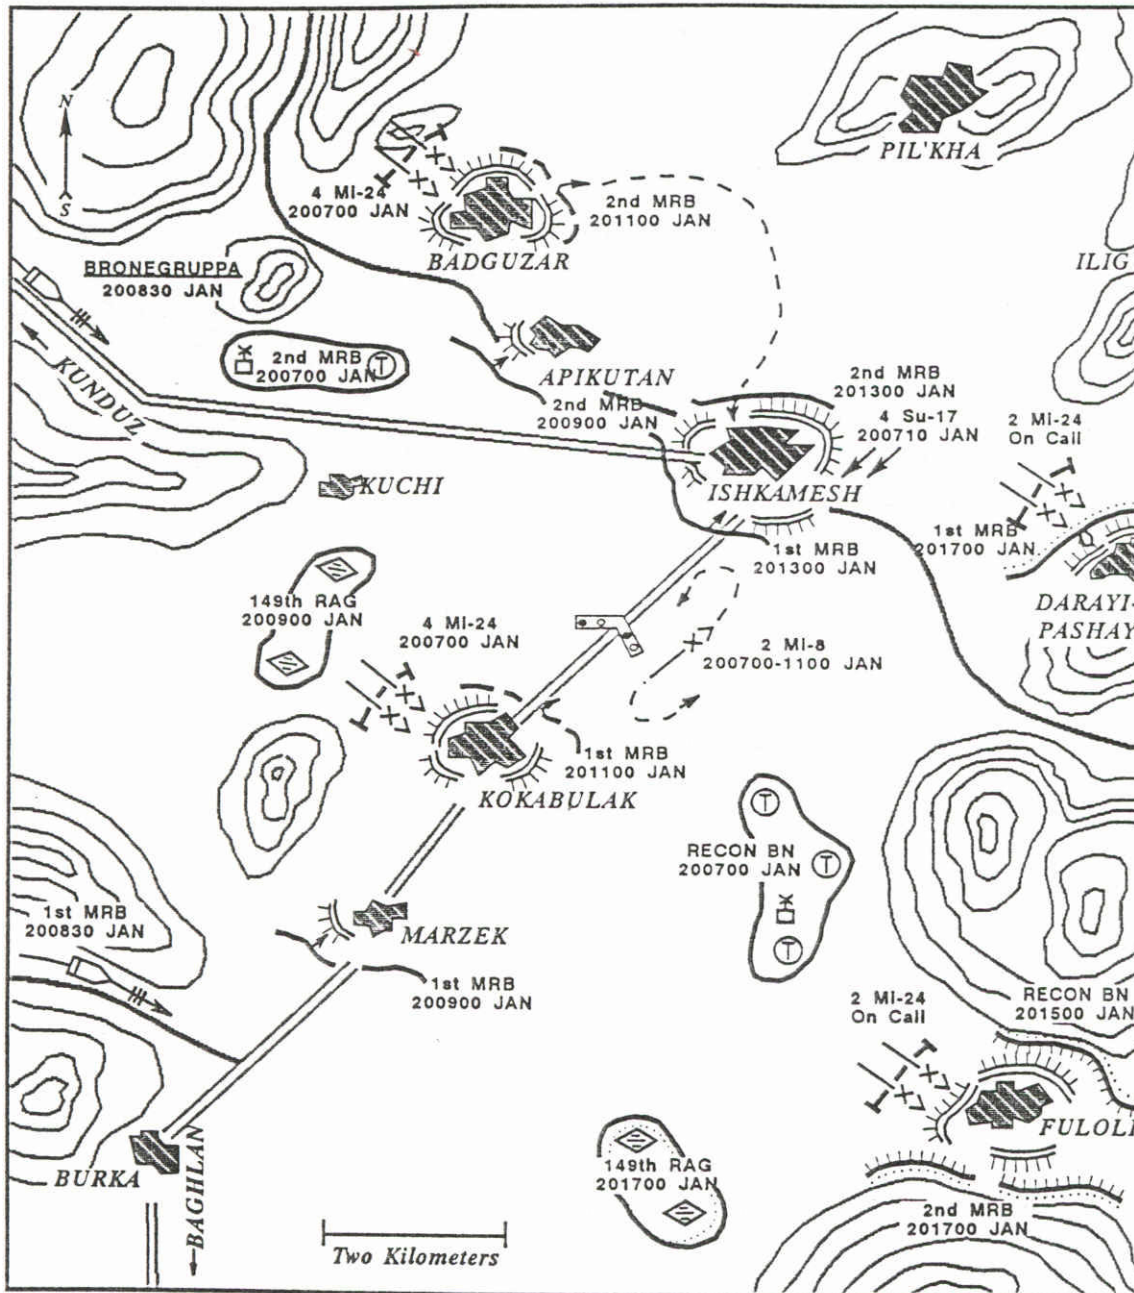 N
S
PIL'KHA
4 Mi-24
200700 JAN
2nd MRB
201100 JAN
BADGUZAR
BRONEGRUPPA
200830 JAN
ILIG
KUNDUZ
2nd MRB
200700 JAN
T
APIKUTAN
2nd MRB
200900 JAN
2nd MRB
201300 JAN
4 Su-17
200710 JAN
2 Mi-24
On Call
KUCHI
ISHKAMESH
1st MRB
201300 JAN
1st MRB
201700 JAN
149th RAG
200900 JAN
DARAYI-
PASHAY
4 MI-24
200700 JAN
2 MI-8
200700-1100 JAN
1st MRB
201100 JAN
KOKABULAK
T
RECON BN
200700 JAN
T
T
1st MRB
200830 JAN
MARZEK
1st MRB
200900 JAN
2 MI-24
On Call
RECON BN
201500 JAN
FULOLI
BURKA
BAGHLAN
149th RAG
201700 JAN
2nd MRB
201700 JAN
Two Kilometers